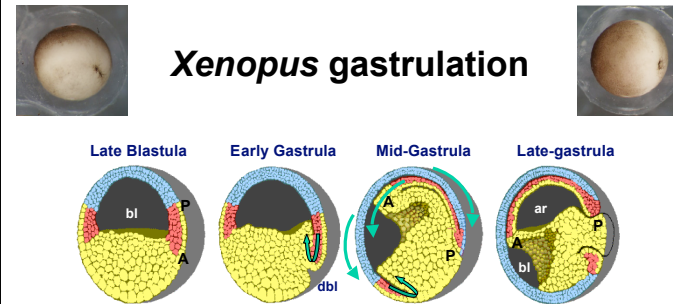 Xenopus gastrulation
Late Blastula Early Gastrula Mid-Gastrula Late-gastrula
bl P A dbl A P ar A P bl